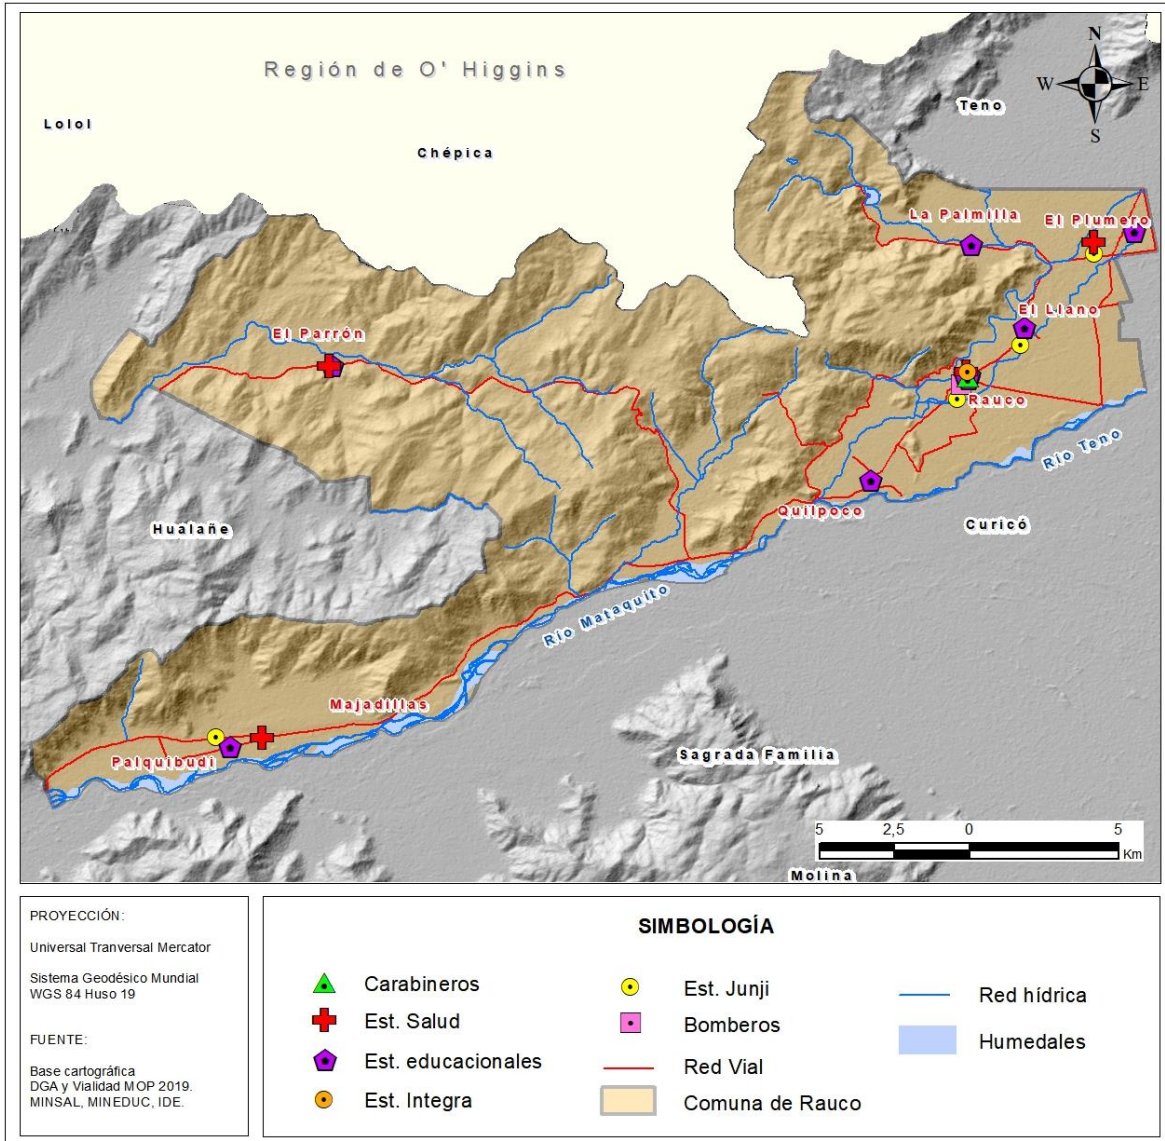 Región de O' Higgins
N
W
E
S
Teno
Lolol
Chépica
La Palmilla
El Plumero
El Llano
El Parrón
Rauco
Río Teno
Quilpoco
Curicó
Hualañe
Río Mataquito
Majadillas
Palquibudi
Sagrada Familia
Molina
5 2,5 0 5
Km
PROYECCIÓN:
Universal Tranversal Mercator
Sistema Geodésico Mundial
WGS 84 Huso 19
FUENTE:
Base cartográfica
DGA y Vialidad MOP 2019.
MINSAL, MINEDUC, IDE.
SIMBOLOGÍA
Carabineros
Est. Salud
Est. educacionales
Est. Integra
Est. Junji
Bomberos
Red Vial
Comuna de Rauco
Red hídrica
Humedales